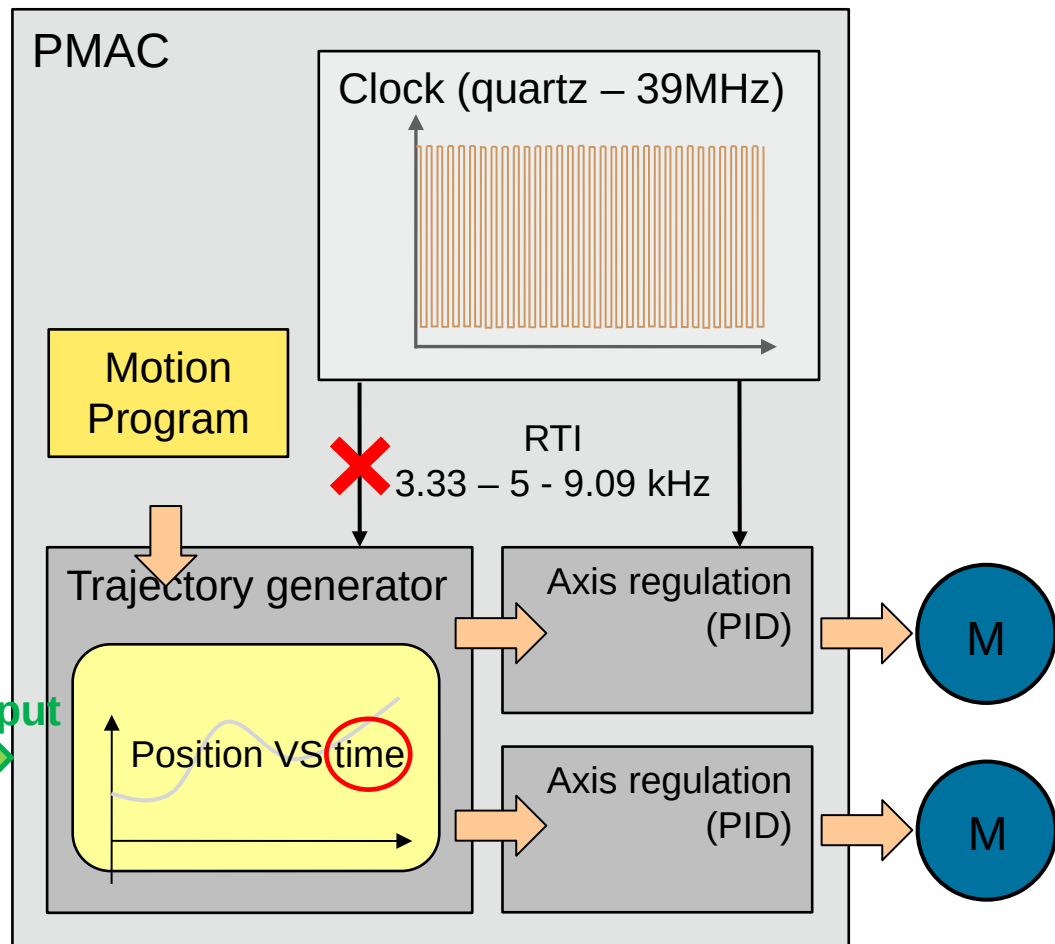 PMAC
Clock (quartz – 39MHz)
Motion
Program
RTI
3.33 – 5 - 9.09 kHz
Trajectory generator
Position VS time
Axis regulation
(PID)
M
put
Axis regulation
(PID)
M